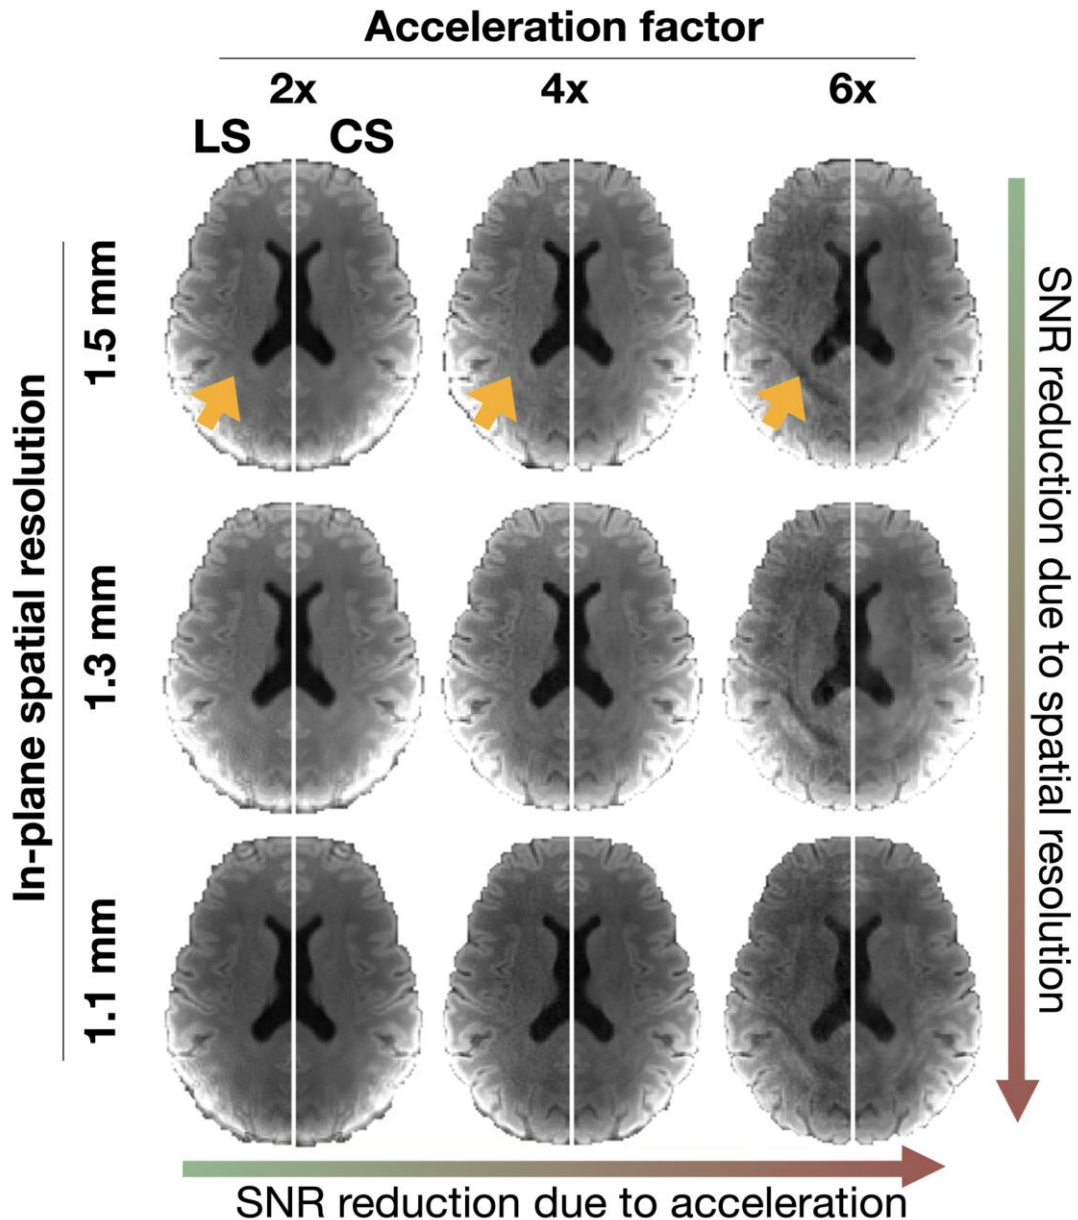 Acceleration factor
2x
4x
6x
LS
CS
In-plane spatial resolution
1.5 mm
1.3 mm
1.1 mm
SNR reduction due to spatial resolution
SNR reduction due to acceleration